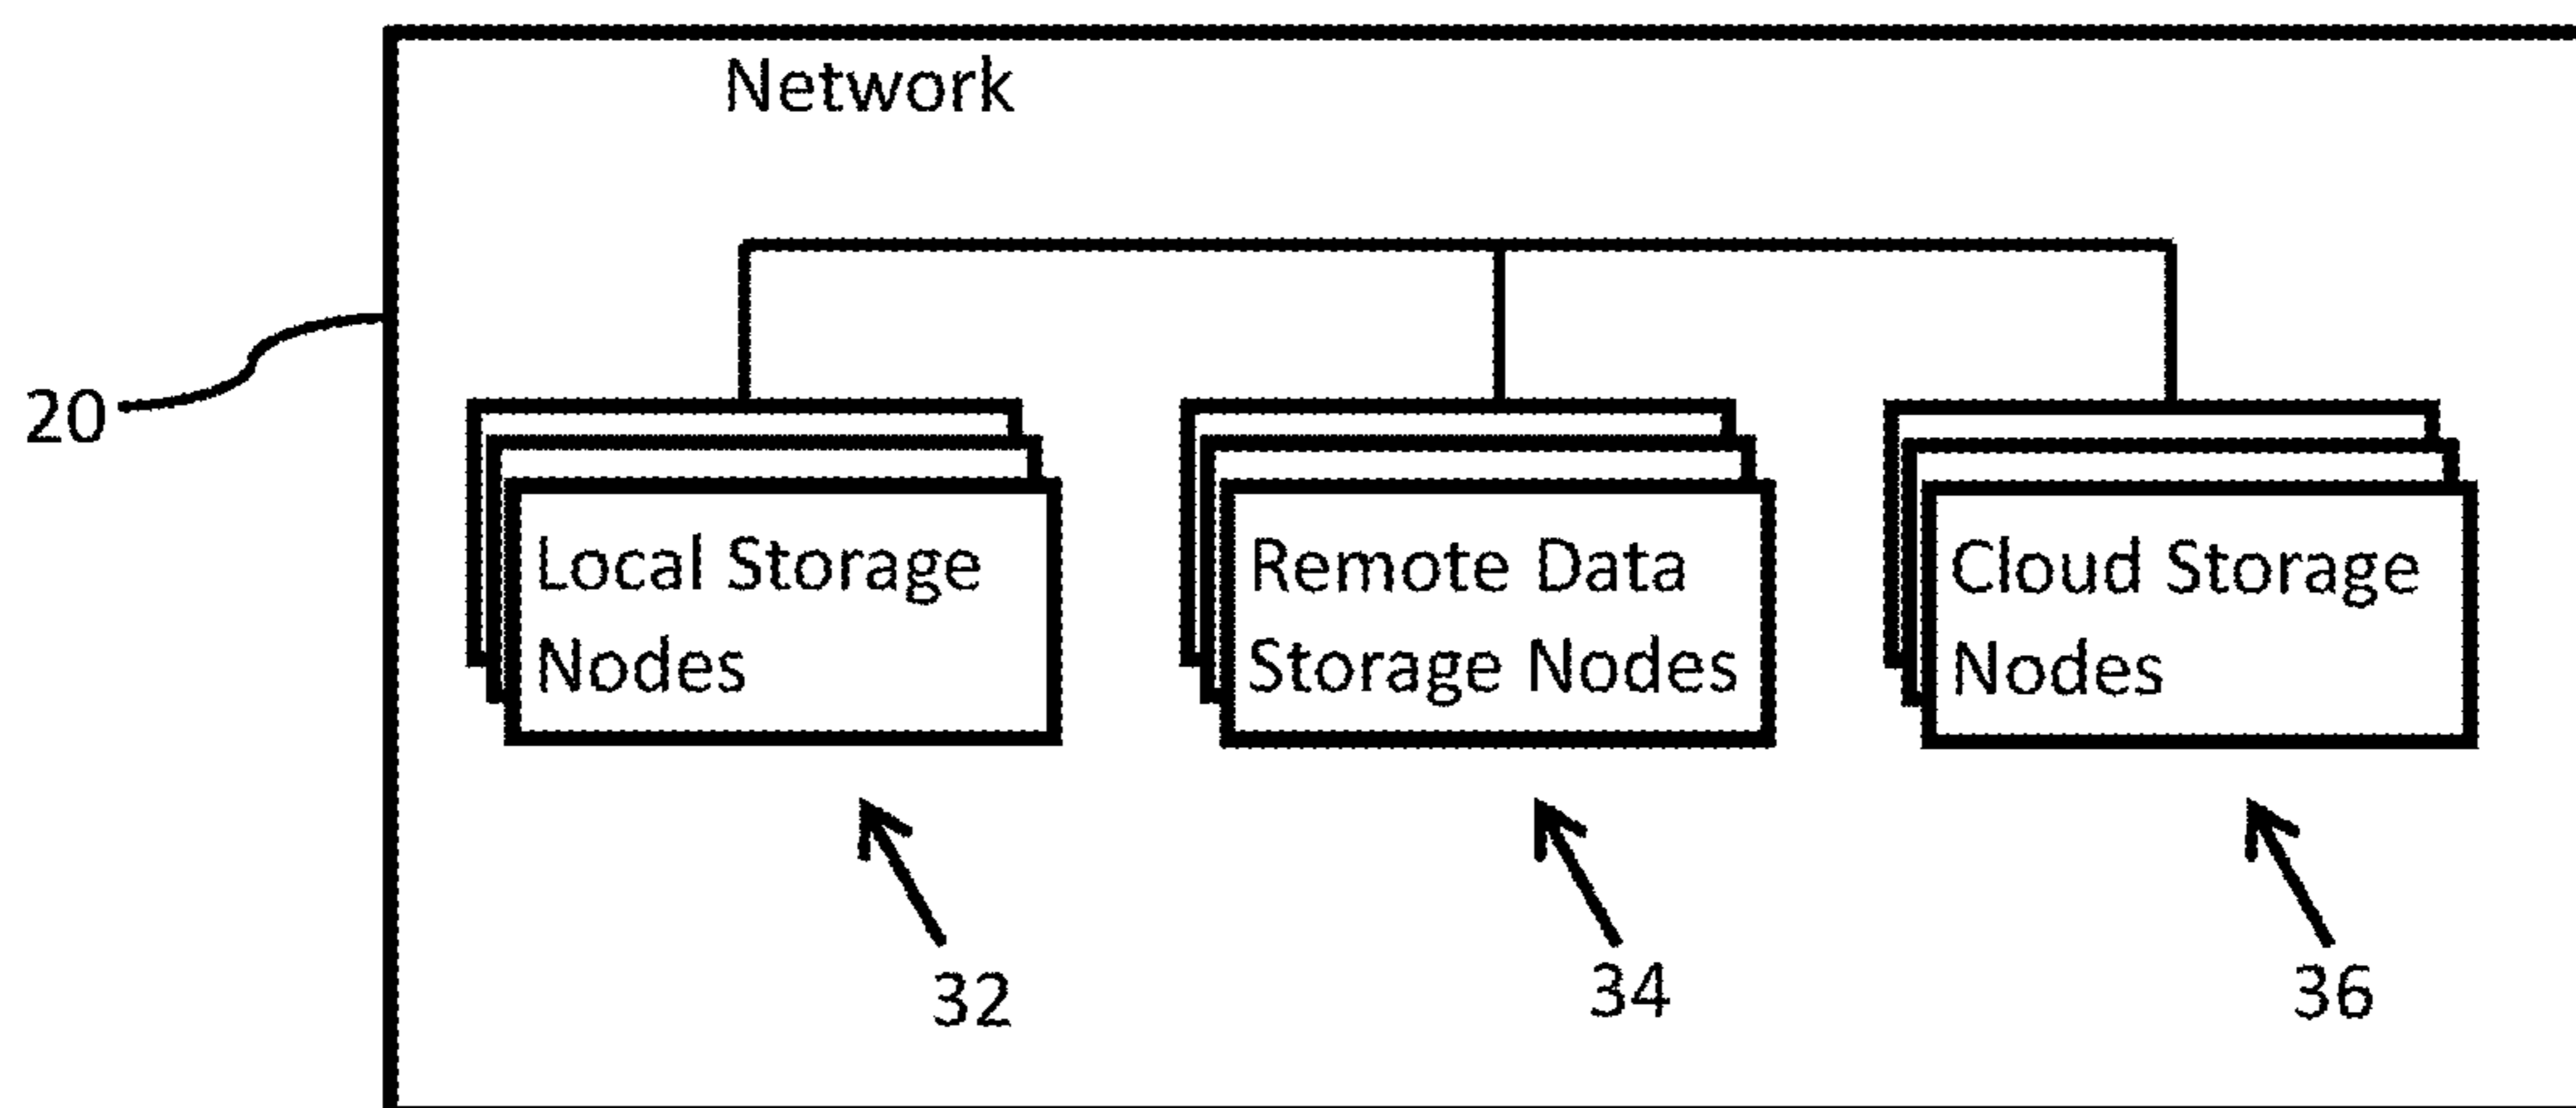 Network
20
Local Storage
Nodes
Remote Data
Storage Nodes
Cloud Storage
Nodes
32
34
36